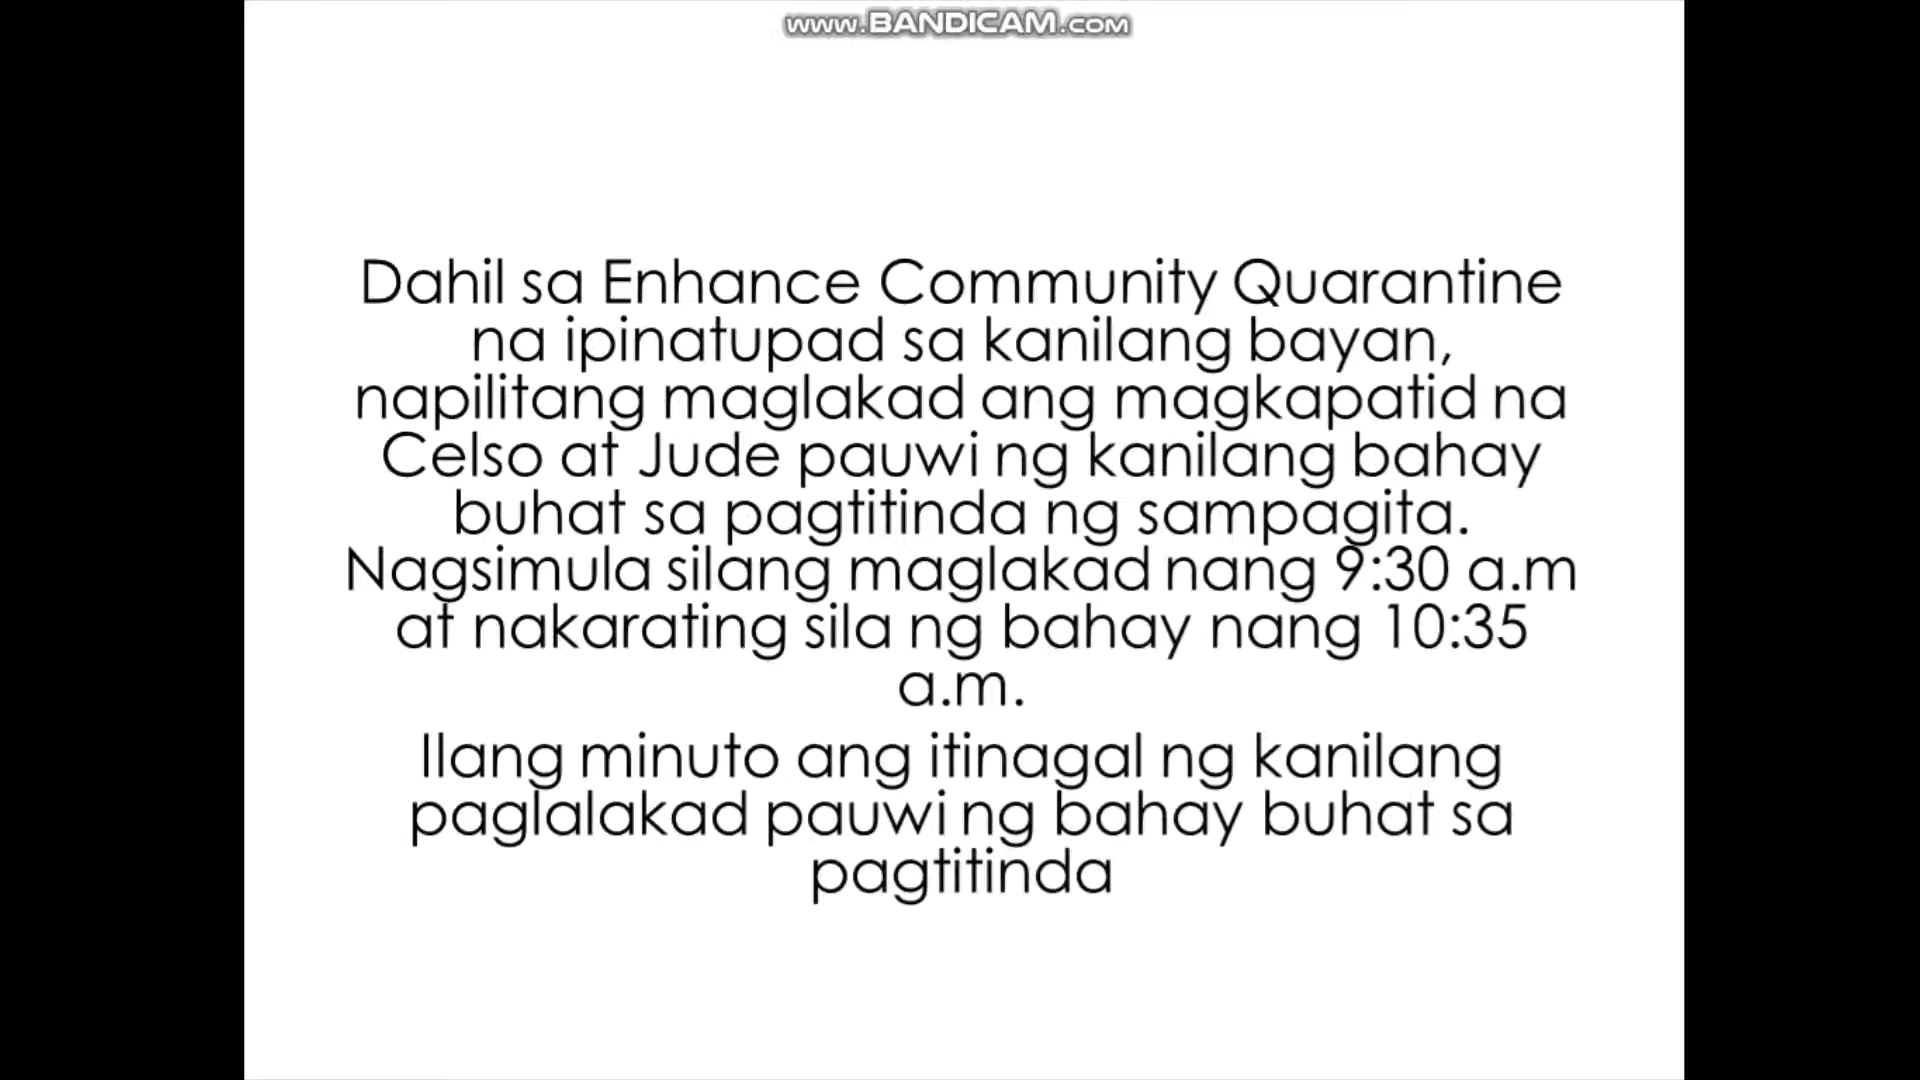 www.BANDICAM.com
Dahil sa Enhance Community Quarantine
na ipinatupad sa kanilang bayan,
napilitang maglakad ang magkapatid na
Celso at Jude pauwi ng kanilang bahay
buhat sa pagtitinda ng sampagita.
Nagsimula silang maglakad nang 9:30 a.m
at nakarating sila ng bahay nang 10:35
a.m.
Ilang minuto ang itinagal ng kanilang
paglalakad pauwi ng bahay buhat sa
pagtitinda